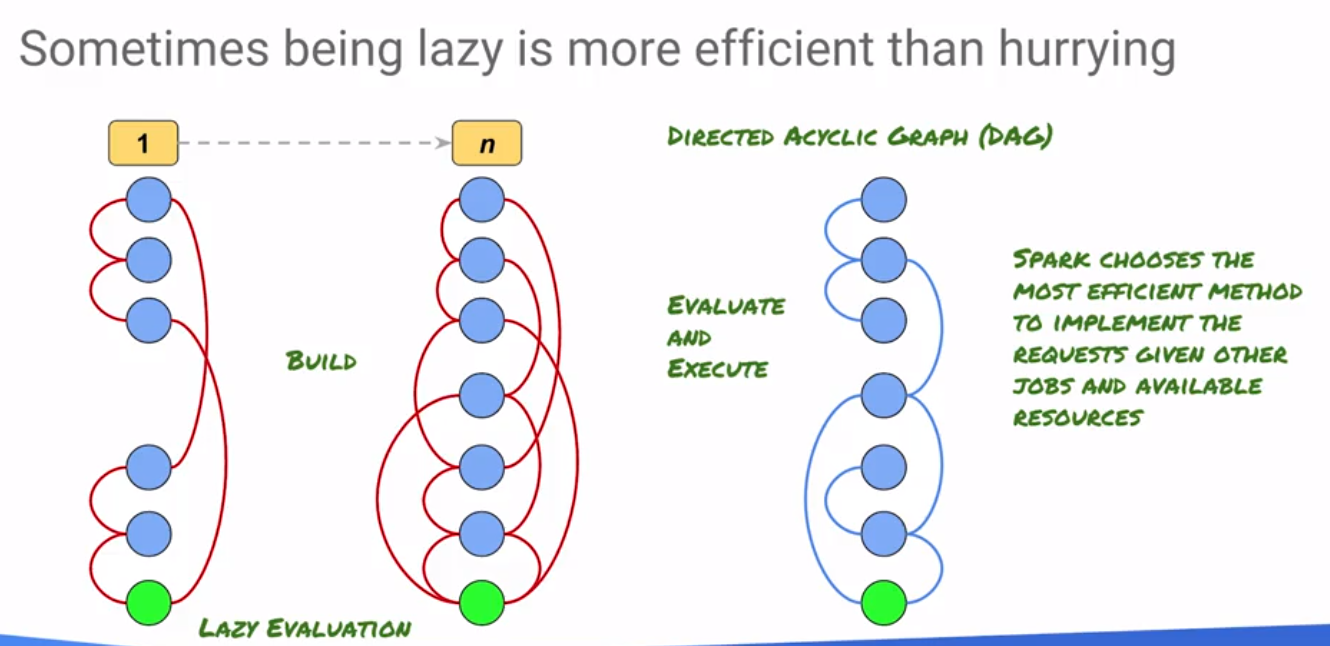 Sometimes being lazy is more efficient than hurrying
1
n
Directed Acyclic Graph (DAG)
Build
Evaluate
and
Execute
Spark chooses the
most efficient method
to implement the
requests given other
jobs and available
resources
Lazy Evaluation